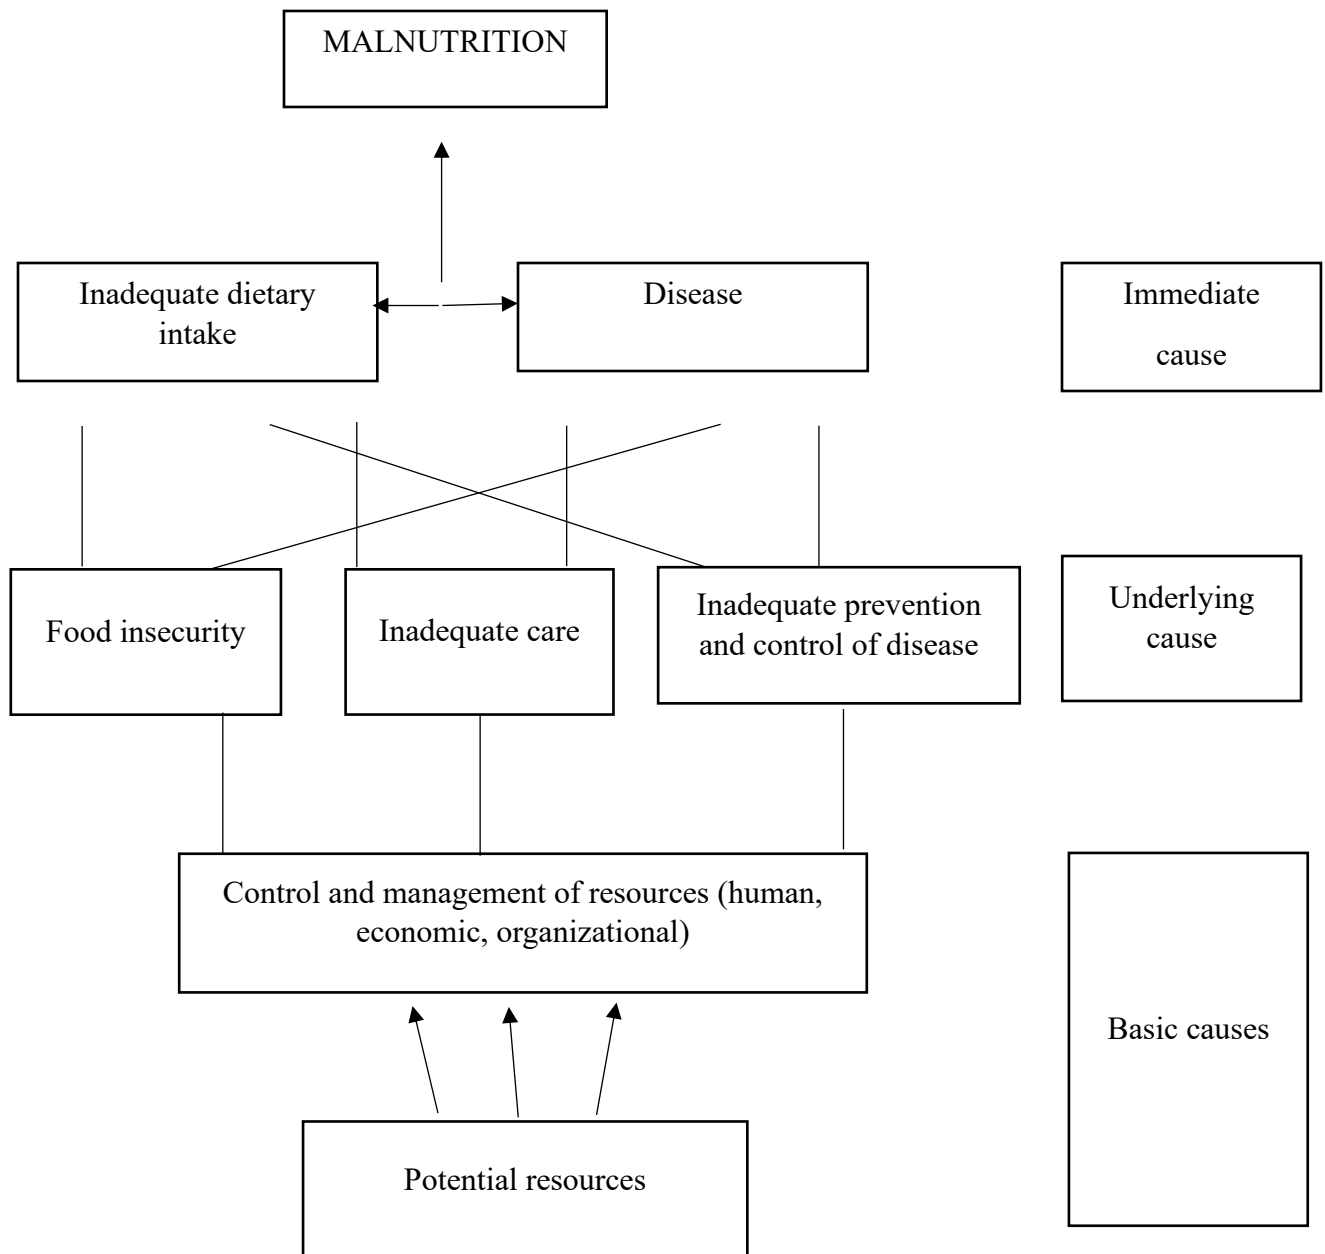 MALNUTRITION
Inadequate dietary
intake
Disease
Immediate
cause
Food insecurity
Inadequate care
Inadequate prevention
and control of disease
Underlying
cause
Control and management of resources (human,
economic, organizational)
Basic causes
Potential resources